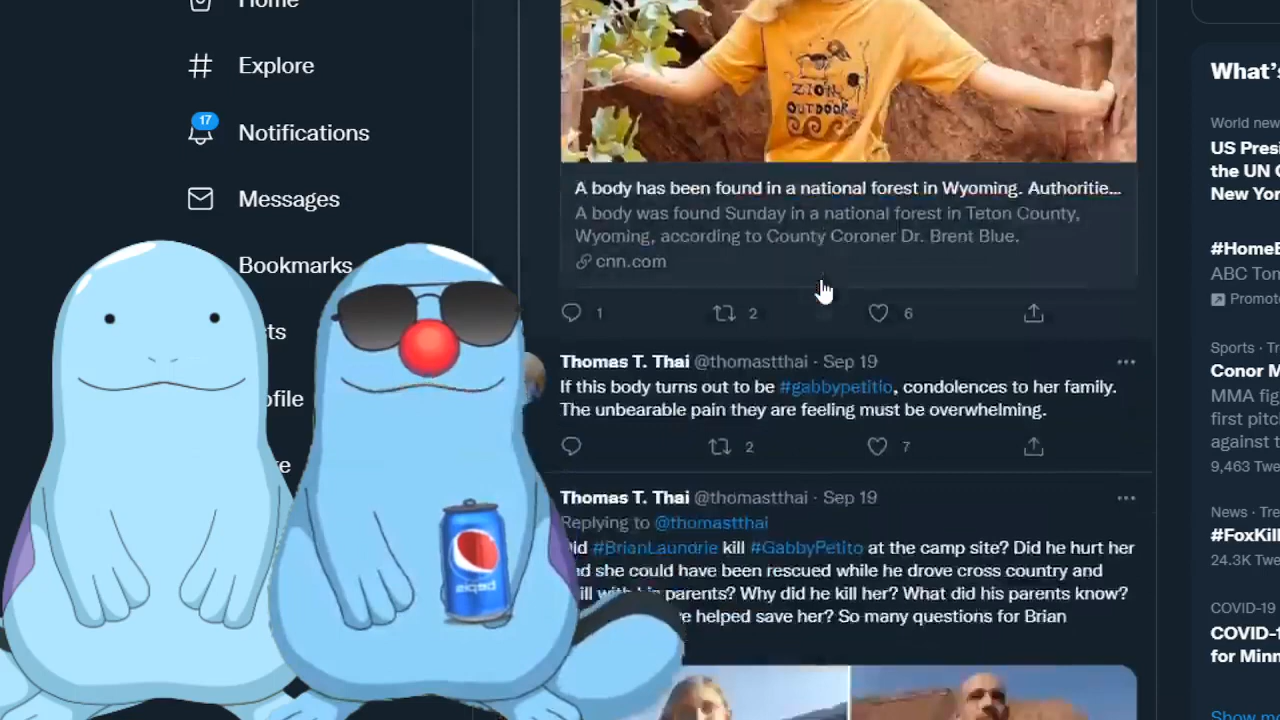 Home
Explore
17
Notifications
Messages
Bookmarks
ZION
OUTDOORS
A body has been found in a national forest in Wyoming. Authoritie...
A body was found Sunday in a national forest in Teton County,
Wyoming, according to County Coroner Dr. Brent Blue.
cnn.com
1 2 6
Thomas T. Thai @thomastthai · Sep 19
If this body turns out to be #gabbypetitio, condolences to her family.
The unbearable pain they are feeling must be overwhelming.
2 7
Thomas T. Thai @thomastthai · Sep 19
Replying to @thomastthai
#BrianLaundrie kill #GabbyPetito at the camp site? Did he hurt her
she could have been rescued while he drove cross country and
parents? Why did he kill her? What did his parents know?
helped save her? So many questions for Brian
pepsi
What's
World new
US Presi
the UN
New Yor
#HomeB
ABC Tom
Promote
Sports · Tr
Conor M
MMA fig
first pitc
against t
9,463 Twe
News · Tre
#FoxKill
24.3K Twe
COVID-19
COVID-1
for Minn
Show mo